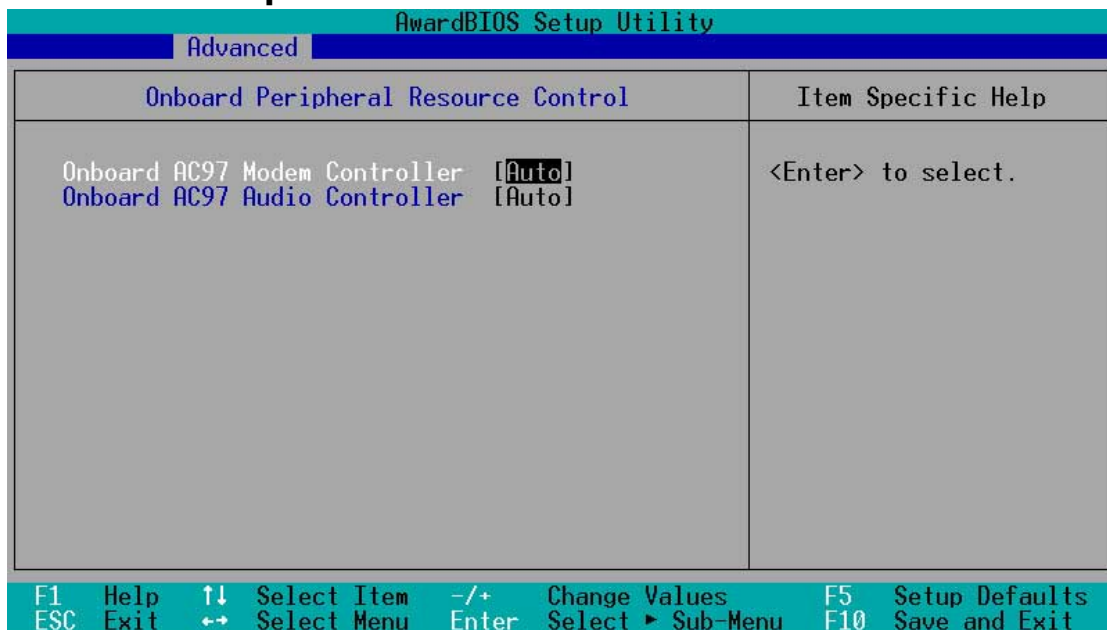 AwardBIOS Setup Utility
Advanced
Onboard Peripheral Resource Control
Item Specific Help
Onboard AC97 Modem Controller [Auto]
Onboard AC97 Audio Controller [Auto]
<Enter> to select.
F1 Help ↑↓ Select Item -/+ Change Values F5 Setup Defaults
ESC Exit ←→ Select Menu Enter Select ► Sub-Menu F10 Save and Exit